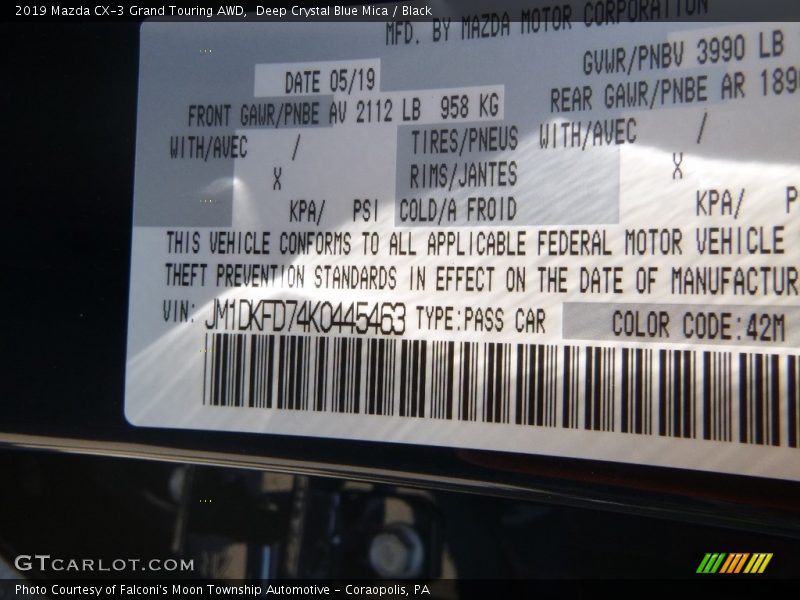 2019 Mazda CX-3 Grand Touring AWD,  Deep Crystal Blue Mica / Black
MFD. BY MAZDA MOTOR CORPORATION
GVWR/PNBV 3990 LB
DATE 05/19
FRONT GAWR/PNBE AV 2112 LB 958 KG
REAR GAWR/PNBE AR 189
WITH/AVEC / TIRES/PNEUS WITH/AVEC /
X RIMS/JANTES X
KPA/ PSI COLD/A FROID KPA/ P
THIS VEHICLE CONFORMS TO ALL APPLICABLE FEDERAL MOTOR VEHICLE
THEFT PREVENTION STANDARDS IN EFFECT ON THE DATE OF MANUFACTUR
VIN: JM1DKFD74K0445463 TYPE:PASS CAR COLOR CODE:42M
GTCARLOT.COM
Photo Courtesy of Falconi's Moon Township Automotive - Coraopolis, PA